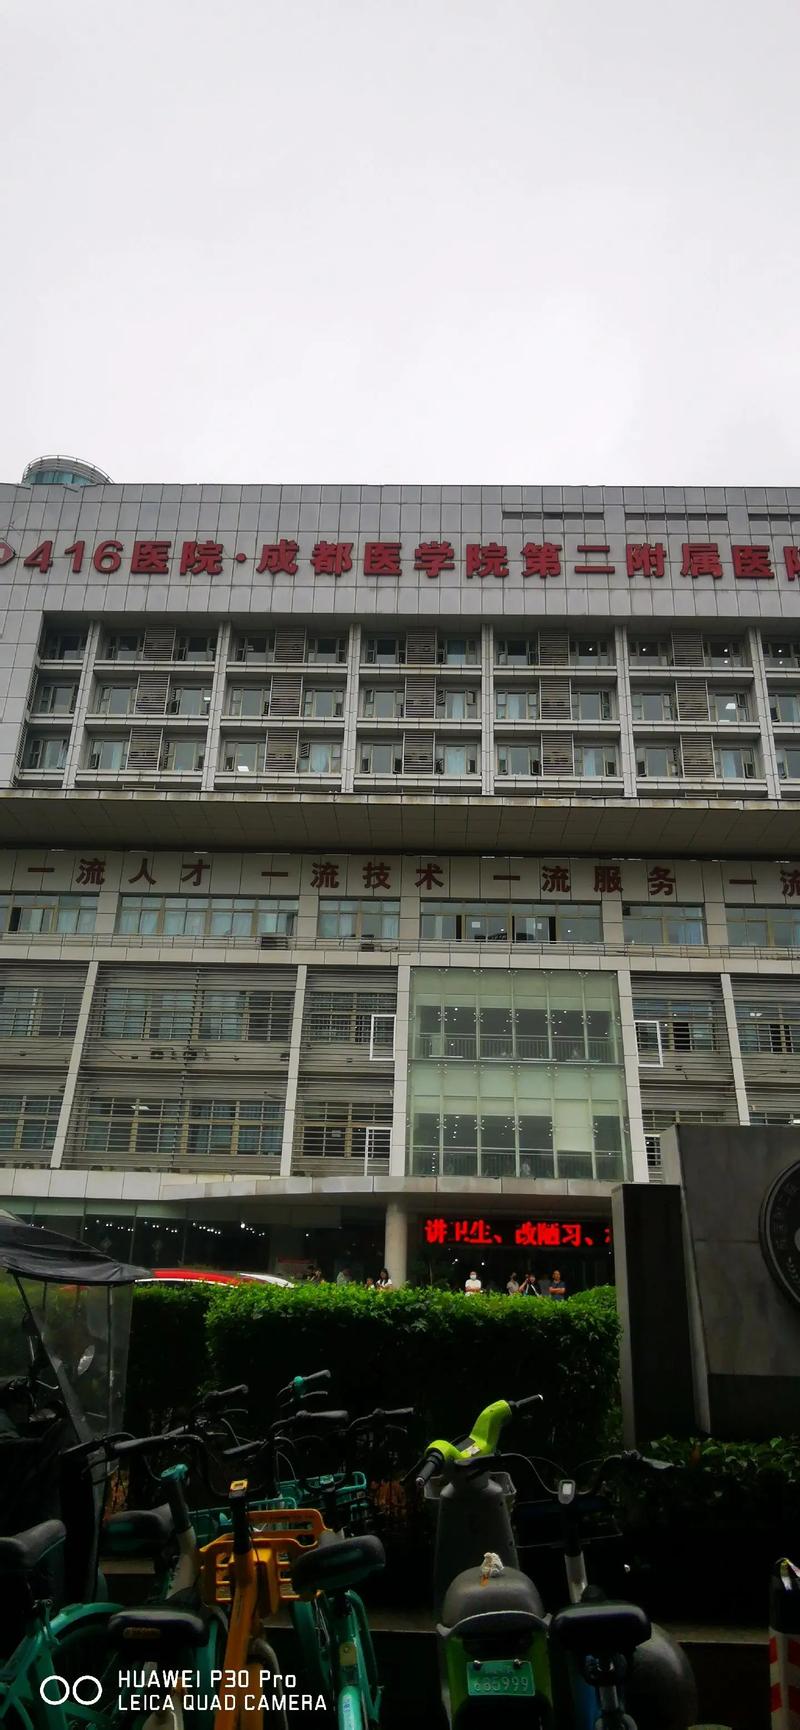 416医院·成都医学院第二附属医院
一流人才 一流技术 一流服务 一流
讲卫生、改陋习、
685999
HUAWEI P30 Pro
LEICA QUAD CAMERA